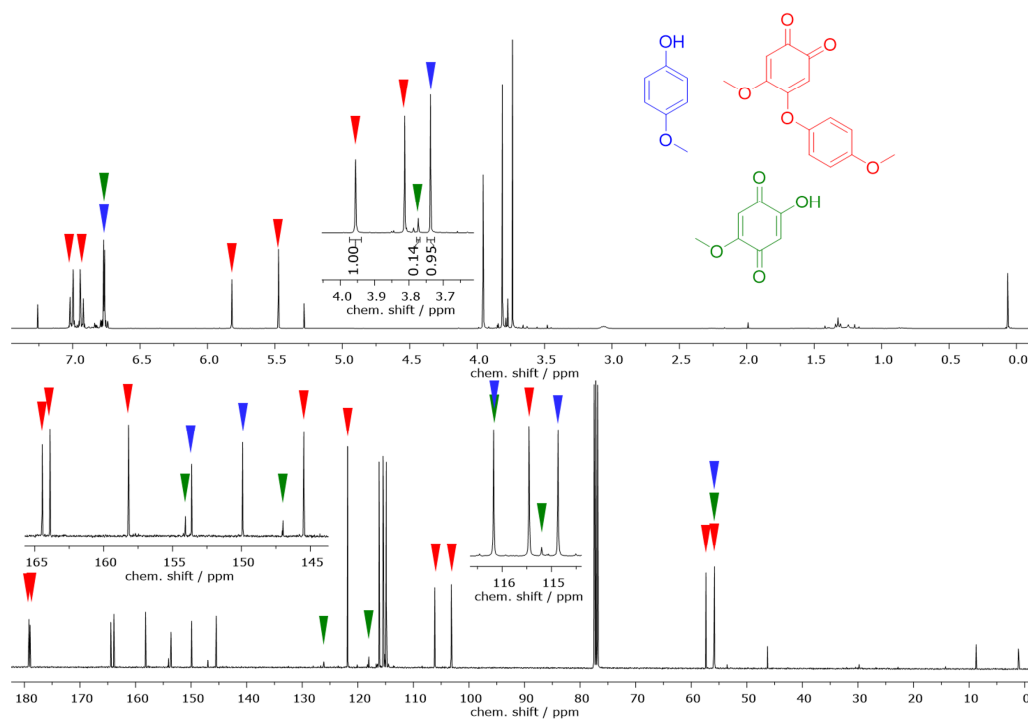 OH
O
O
O
O
O
O
O
OH
O
O
1.00
0.14
0.95
4.0 3.9 3.8 3.7
chem. shift / ppm
7.0 6.5 6.0 5.5 5.0 4.5 4.0 3.5 3.0 2.5 2.0 1.5 1.0 0.5 0.0
chem. shift / ppm
165 160 155 150 145
chem. shift / ppm
116 115
chem. shift / ppm
180 170 160 150 140 130 120 110 100 90 80 70 60 50 40 30 20 10 0
chem. shift / ppm